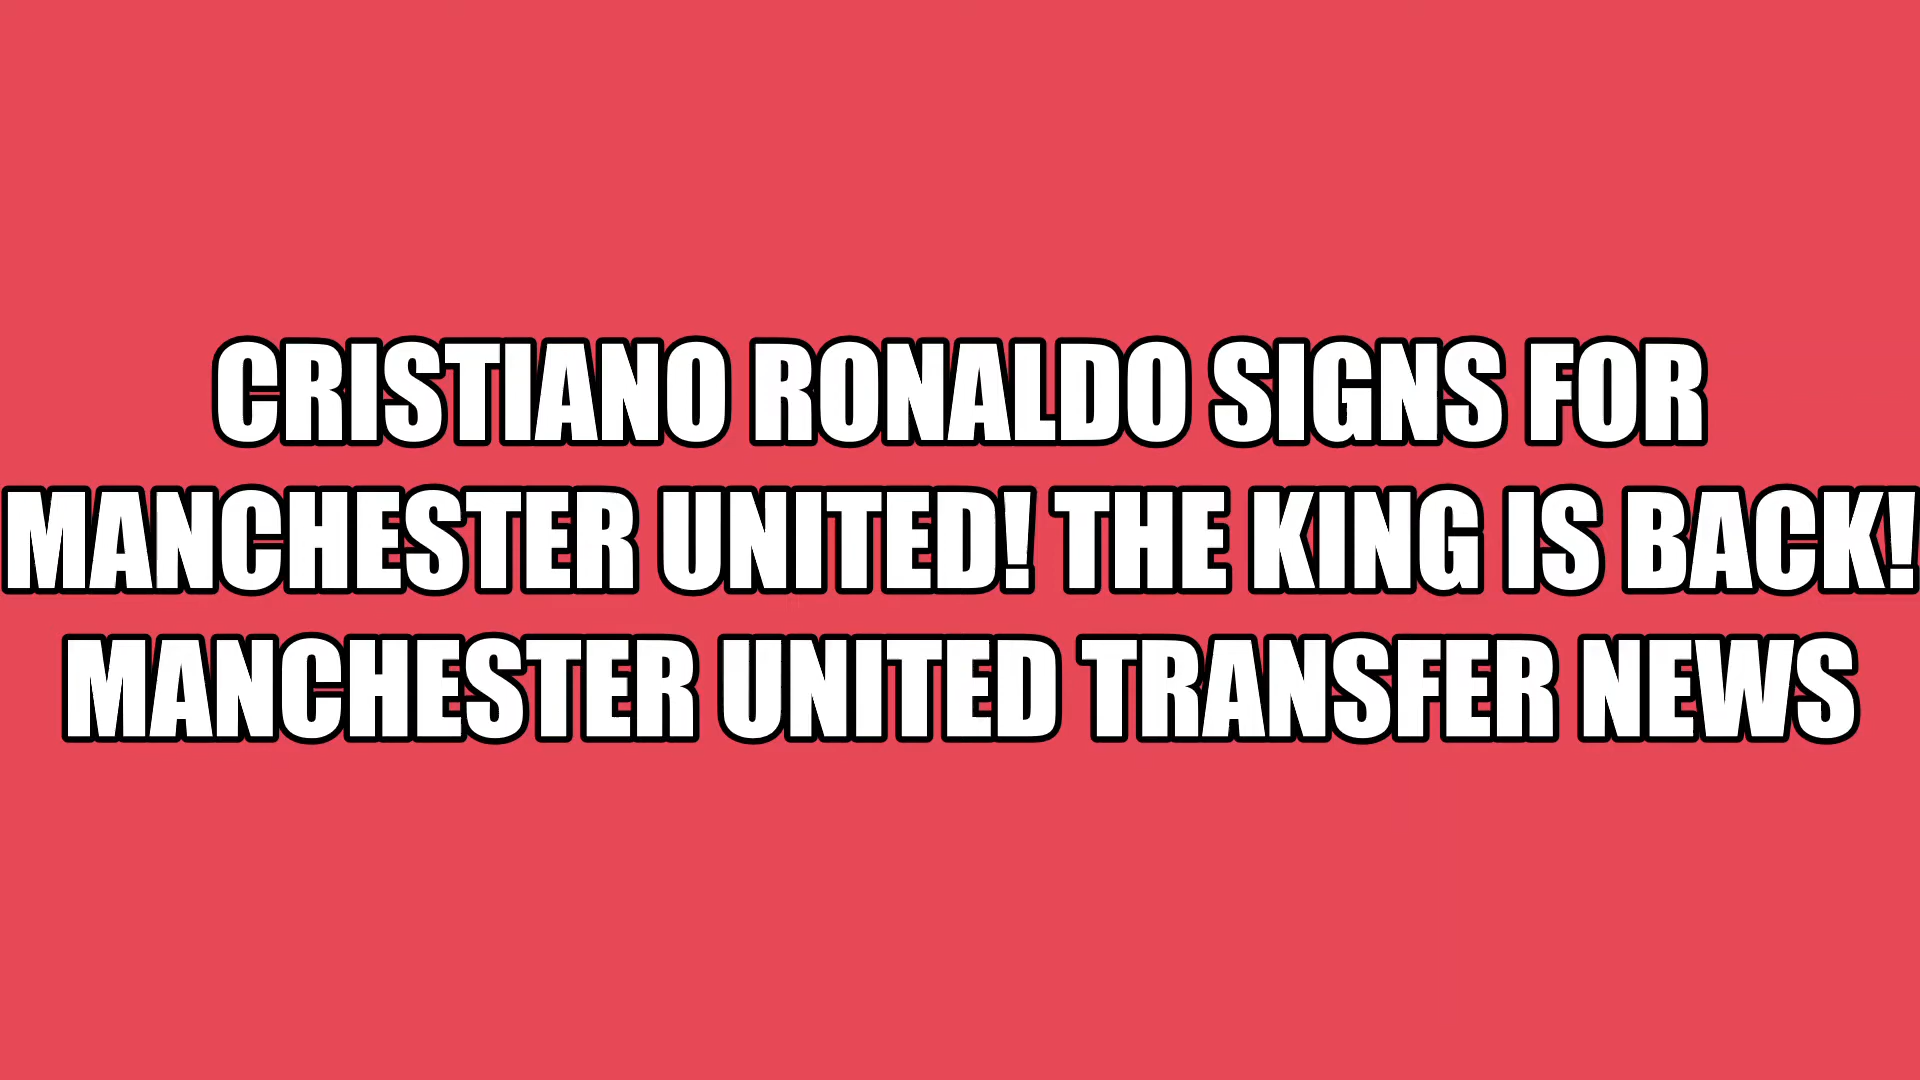 CRISTIANO RONALDO SIGNS FOR
MANCHESTER UNITED! THE KING IS BACK!
MANCHESTER UNITED TRANSFER NEWS